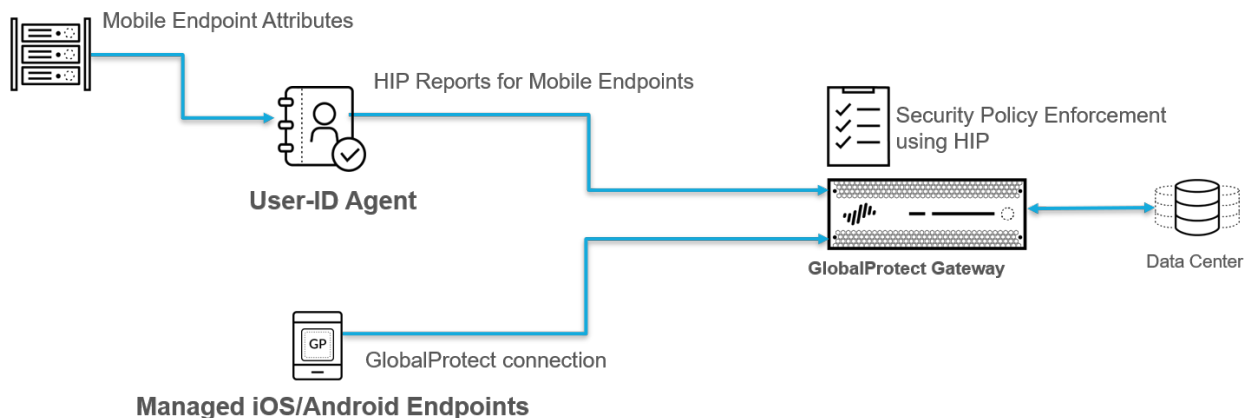 Mobile Endpoint Attributes
HIP Reports for Mobile Endpoints
Security Policy Enforcement
using HIP
User-ID Agent
GlobalProtect Gateway
Data Center
GP
GlobalProtect connection
Managed iOS/Android Endpoints